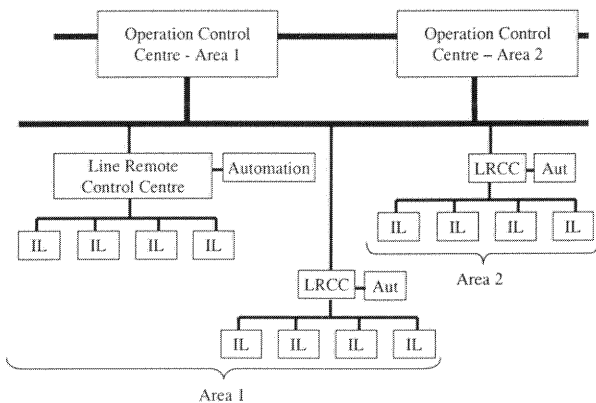 Operation Control
Centre - Area 1
Operation Control
Centre – Area 2
Line Remote
Control Centre
Automation
LRCC
Aut
IL
IL
IL
IL
IL
IL
IL
IL
Area 2
LRCC
Aut
IL
IL
IL
IL
Area 1